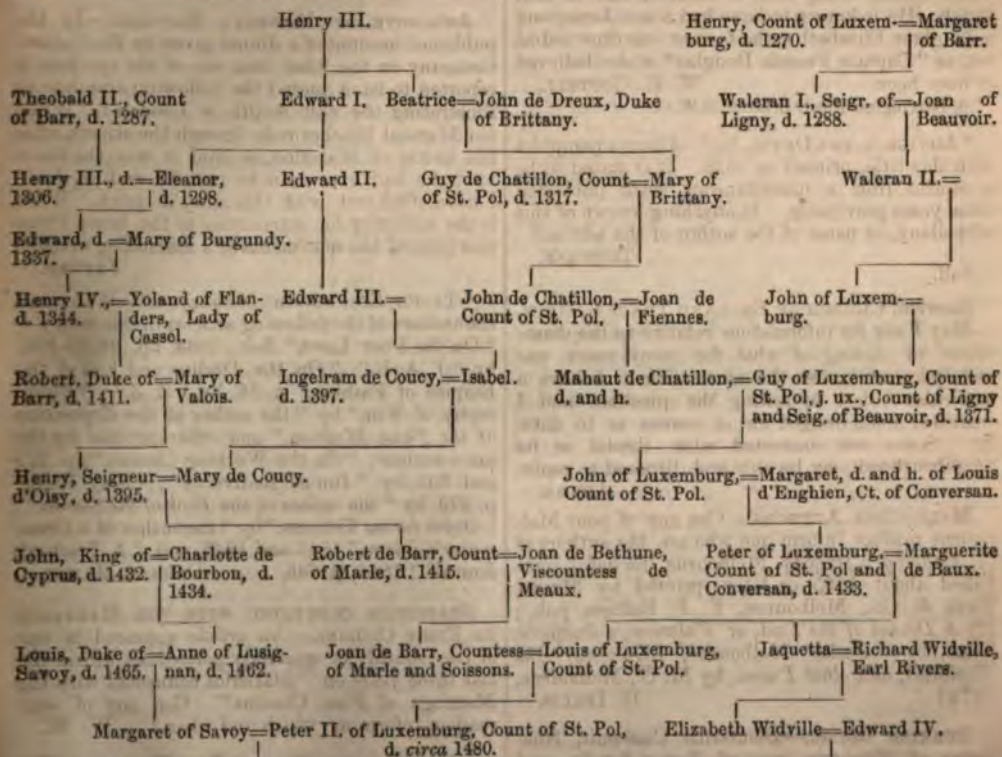 Henry III.
Henry, Count of Luxem-=Margaret
burg, d. 1270. of Barr.
Theobald II., Count
of Barr, d. 1287.
Edward I. Beatrice=John de Dreux, Duke
of Brittany.
Waleran I., Seigr. of=Joan of
Ligny, d. 1288. Beauvoir.
Henry III., d.=Eleanor,
1306. d. 1298.
Edward II.
Guy de Chatillon, Count=Mary of
of St. Pol, d. 1317. Brittany.
Waleran II.=
Edward, d.=Mary of Burgundy.
1337.
Henry IV.,=Yoland of Flan-
d. 1344. ders, Lady of
Cassel.
Edward III.=
John de Chatillon,=Joan de
Count of St. Pol. Fiennes.
John of Luxem-=
burg.
Robert, Duke of=Mary of
Barr, d. 1411. Valois.
Ingelram de Coucy,=Isabel.
d. 1397.
Mahaut de Chatillon,=Guy of Luxemburg, Count of
d. and h. St. Pol, j. ux., Count of Ligny
and Seig. of Beauvoir, d. 1371.
Henry, Seigneur=Mary de Coucy.
d'Oisy, d. 1395.
John of Luxemburg,=Margaret, d. and h. of Louis
Count of St. Pol. d'Enghien, Ct. of Conversan.
John, King of=Charlotte de
Cyprus, d. 1432. Bourbon, d.
1434.
Robert de Barr, Count=Joan de Bethune,
of Marle, d. 1415. Viscountess de
Meaux.
Peter of Luxemburg,=Marguerite
Count of St. Pol and de Baux.
Conversan, d. 1433.
Louis, Duke of=Anne of Lusig-
Savoy, d. 1465. nan, d. 1462.
Joan de Barr, Countess=Louis of Luxemburg,
of Marle and Soissons. Count of St. Pol.
Jaquetta=Richard Widville,
Earl Rivers.
Margaret of Savoy=Peter II. of Luxemburg, Count of St. Pol,
d. circa 1480.
Elizabeth Widville=Edward IV.